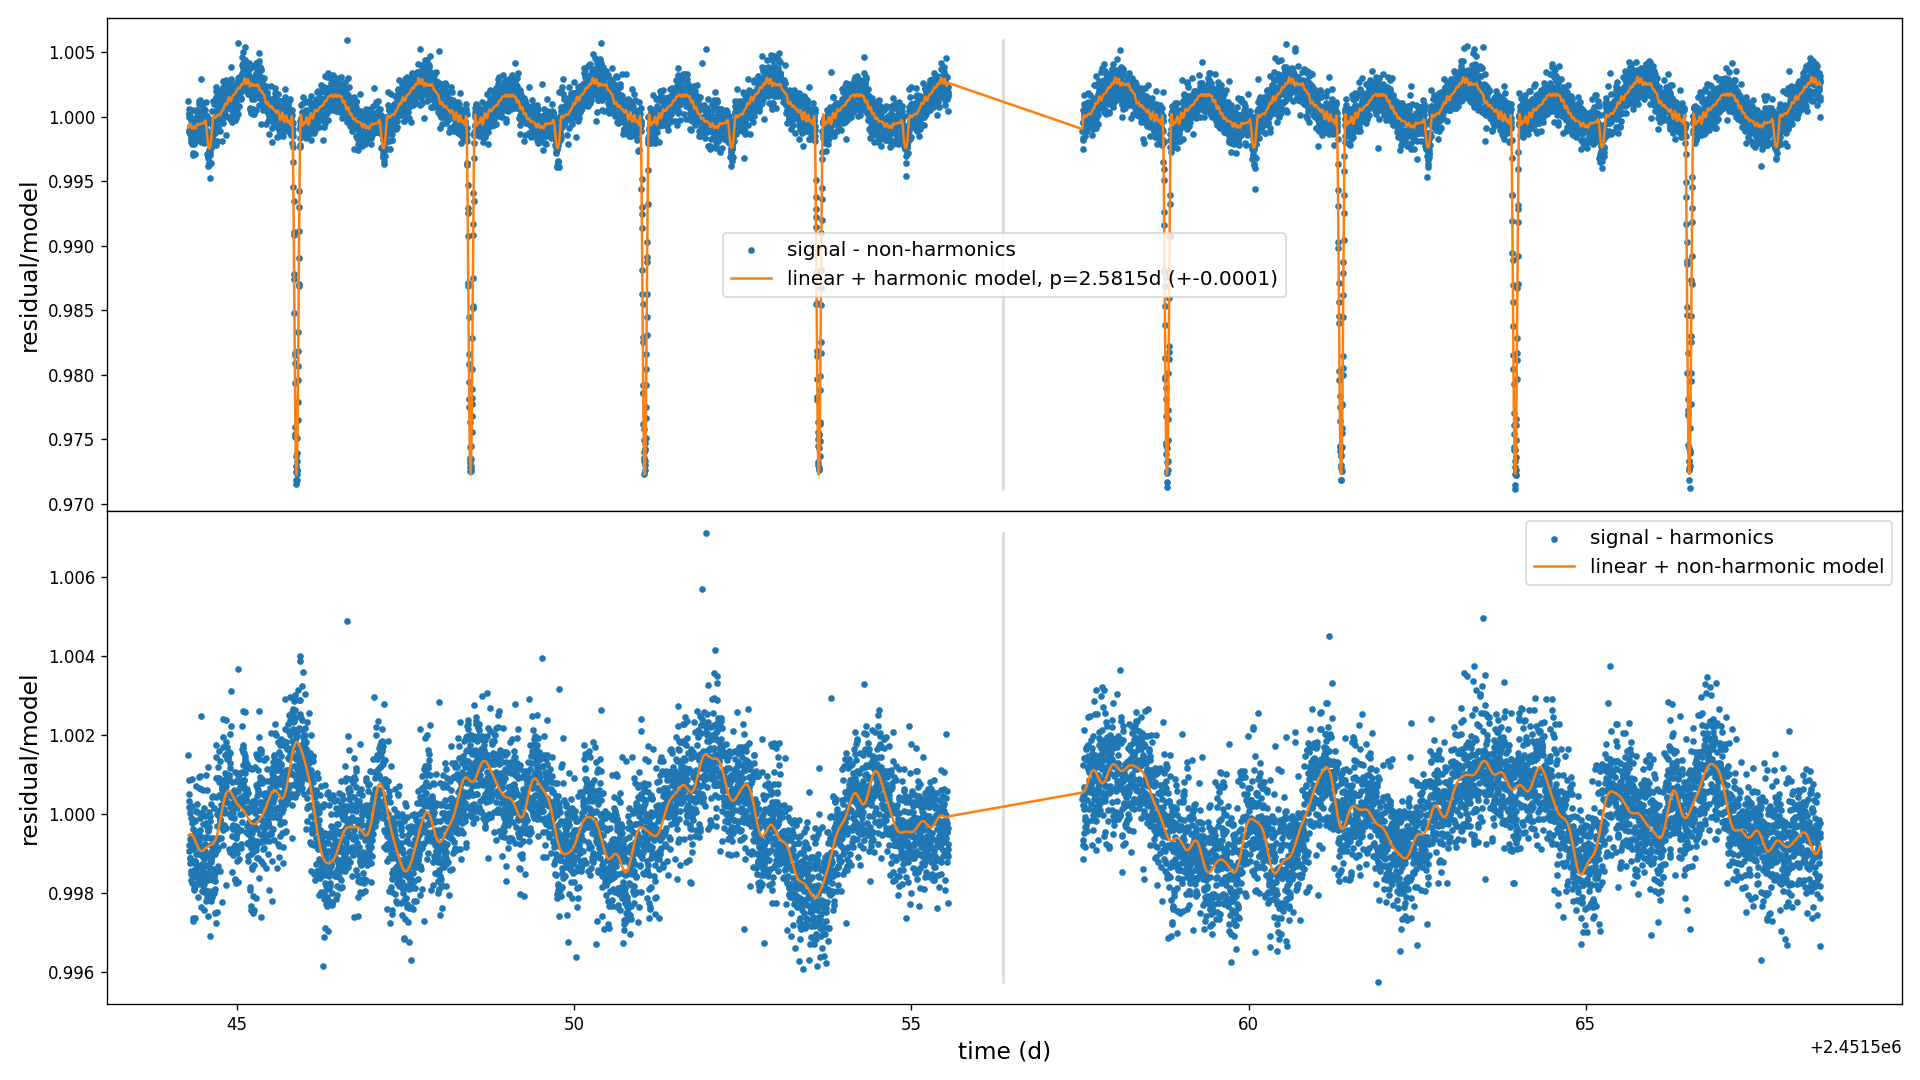 1.005
1.000
0.995
0.990
0.985
0.980
0.975
0.970
residual/model
signal - non-harmonics
linear + harmonic model, p=2.5815d (+-0.0001)
1.006
1.004
1.002
1.000
0.998
0.996
residual/model
signal - harmonics
linear + non-harmonic model
45
50
55
60
65
time (d)
+2.4515e6